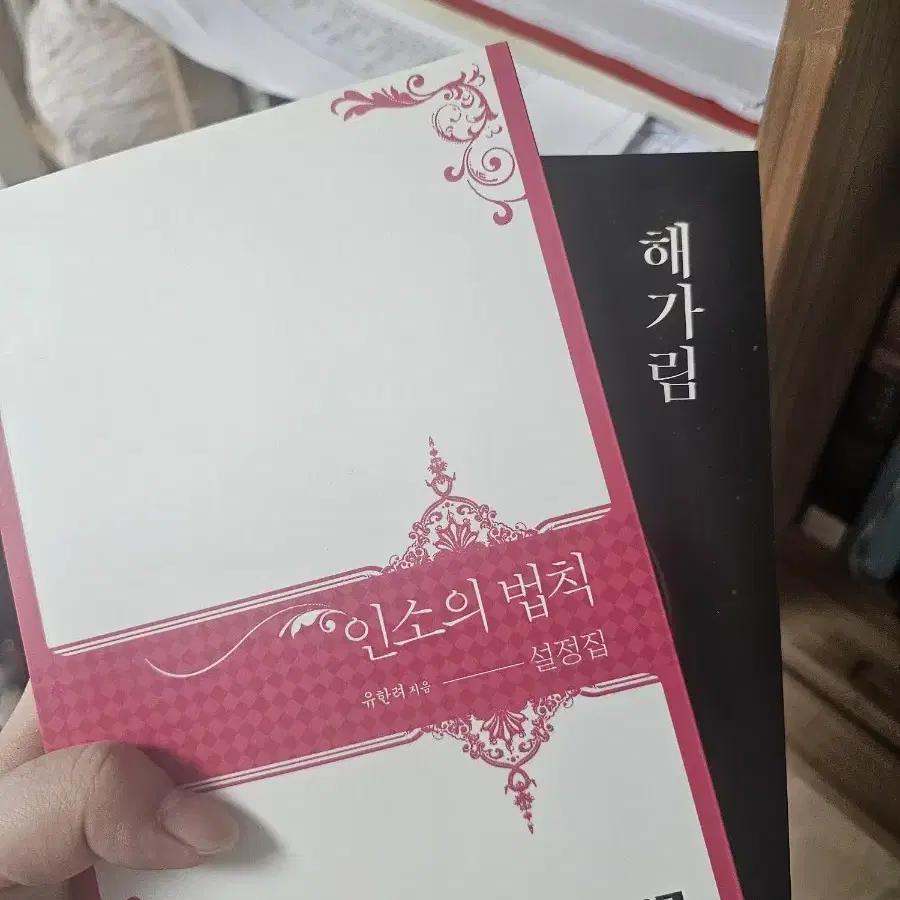 인소의 법칙
설정집
유한려 지음
해가림